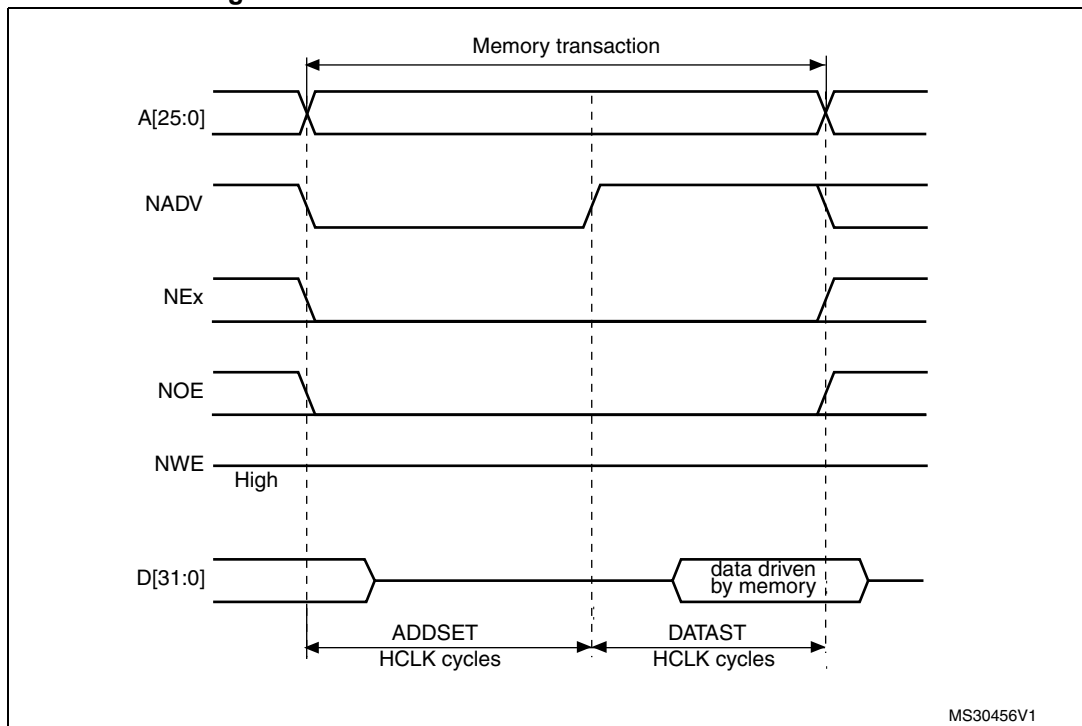 Memory transaction
A[25:0]
NADV
NEx
NOE
NWE
High
D[31:0]
data driven
by memory
ADDSET
HCLK cycles
DATAST
HCLK cycles
MS30456V1